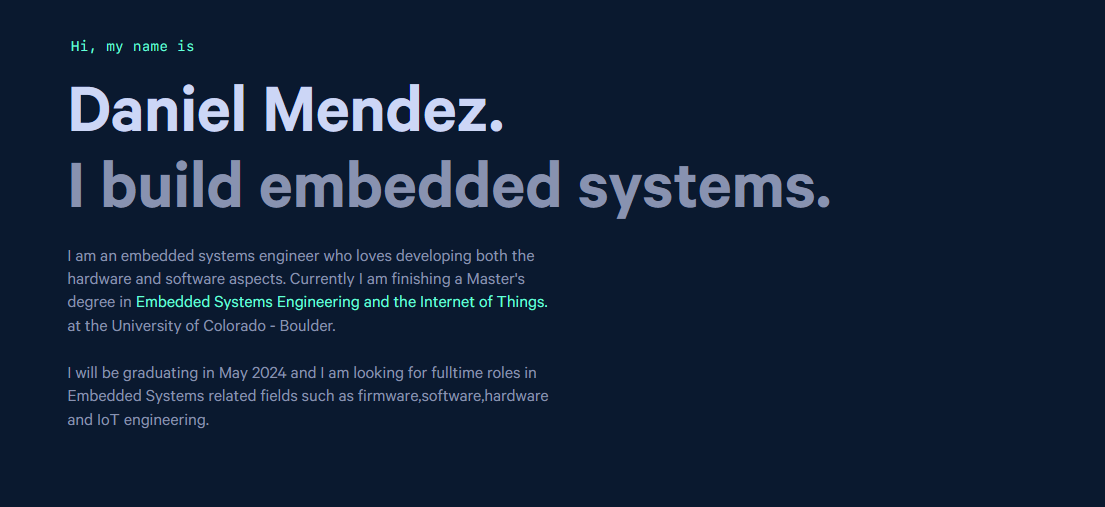 Hi, my name is
Daniel Mendez.
I build embedded systems.
I am an embedded systems engineer who loves developing both the
hardware and software aspects. Currently I am finishing a Master's
degree in Embedded Systems Engineering and the Internet of Things.
at the University of Colorado - Boulder.
I will be graduating in May 2024 and I am looking for fulltime roles in
Embedded Systems related fields such as firmware,software,hardware
and IoT engineering.